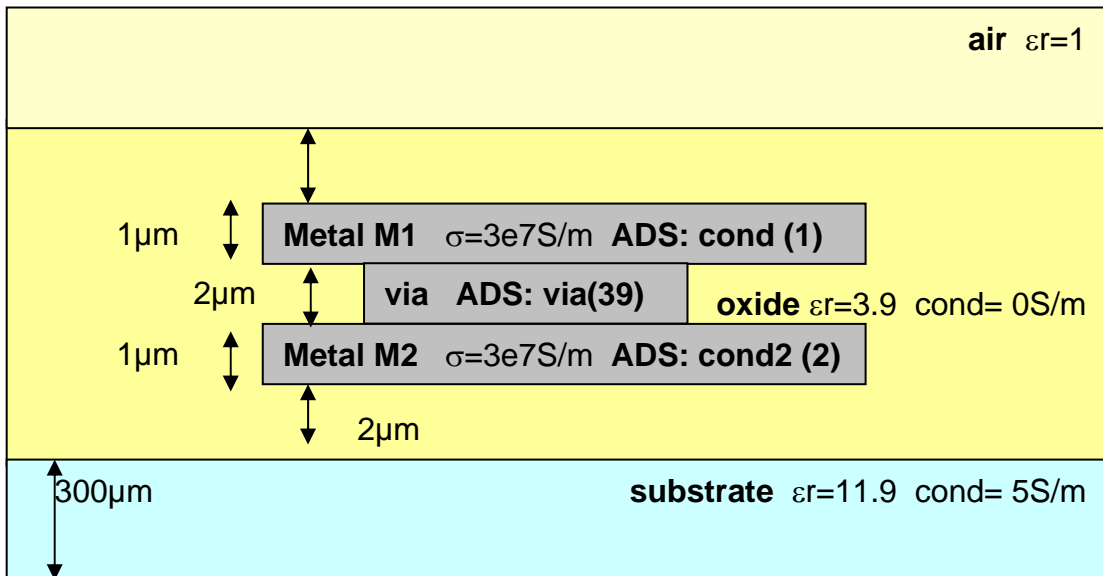 air εr=1
1μm
Metal M1 σ=3e7S/m ADS: cond (1)
2μm
via ADS: via(39)
oxide εr=3.9 cond= 0S/m
1μm
Metal M2 σ=3e7S/m ADS: cond2 (2)
2μm
300μm
substrate εr=11.9 cond= 5S/m